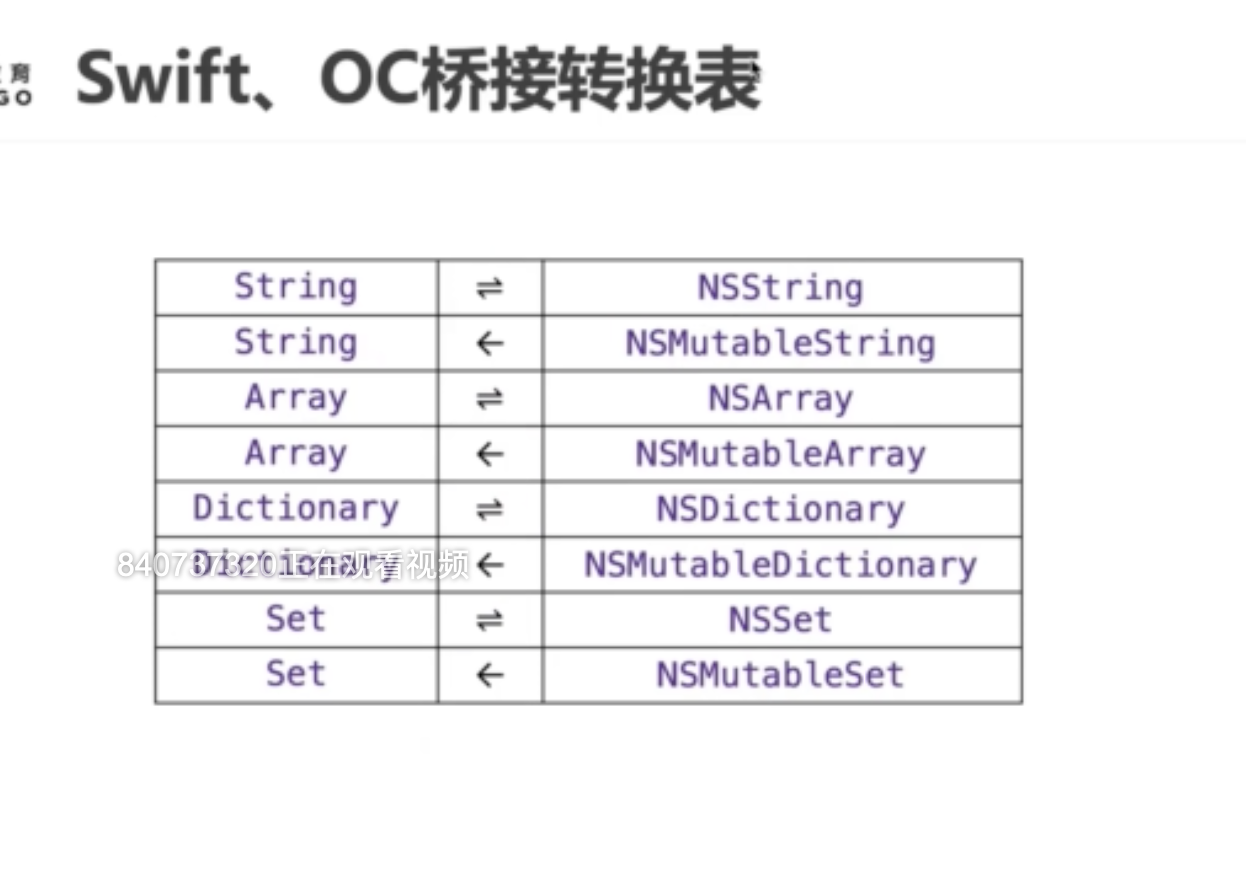 育
GO
Swift、OC桥接转换表
String ⇌ NSString
String ← NSMutableString
Array ⇌ NSArray
Array ← NSMutableArray
Dictionary ⇌ NSDictionary
Dictionary ← NSMutableDictionary
840737320正在观看视频
Set ⇌ NSSet
Set ← NSMutableSet